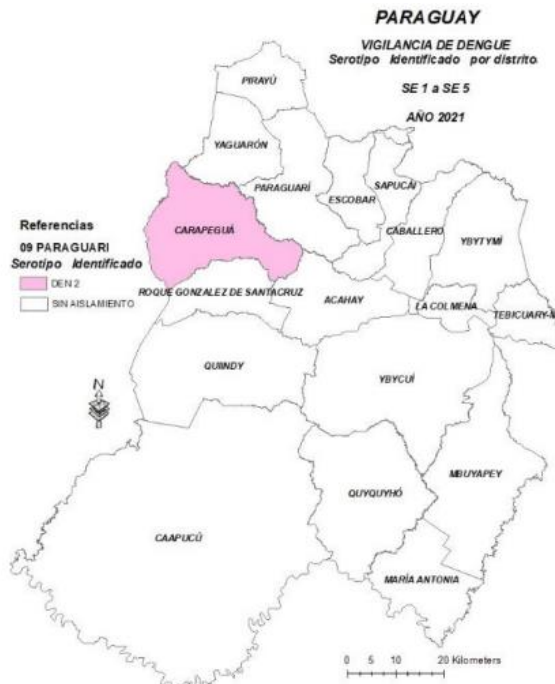 PARAGUAY
VIGILANCIA DE DENGUE
Serotipo Identificado por distrito
SE 1 a SE 5
AÑO 2021
PIRAYÚ
YAGUARÓN
PARAGUARÍ
ESCOBAR
SAPUCÁI
CARAPEGUÁ
CABALLERO
YBYTYMÍ
Referencias
09 PARAGUARI
Serotipo Identificado
DEN 2
SIN AISLAMIENTO
ROQUE GONZALEZ DE SANTACRUZ
ACAHAY
LA COLMENA
TEBICUARY-M
QUIINDY
YBYCUÍ
N
MBUYAPEY
QUYQUYHÓ
CAAPUCÚ
MARÍA ANTONIA
0 5 10 20 Kilometers